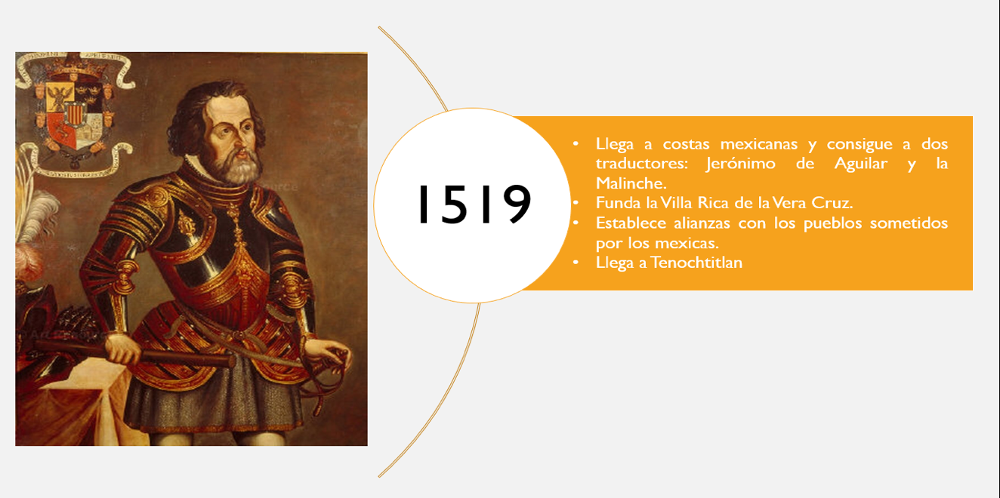 1519
• Llega a costas mexicanas y consigue a dos
traductores: Jerónimo de Aguilar y la
Malinche.
• Funda la Villa Rica de la Vera Cruz.
• Establece alianzas con los pueblos sometidos
por los mexicas.
• Llega a Tenochtitlan